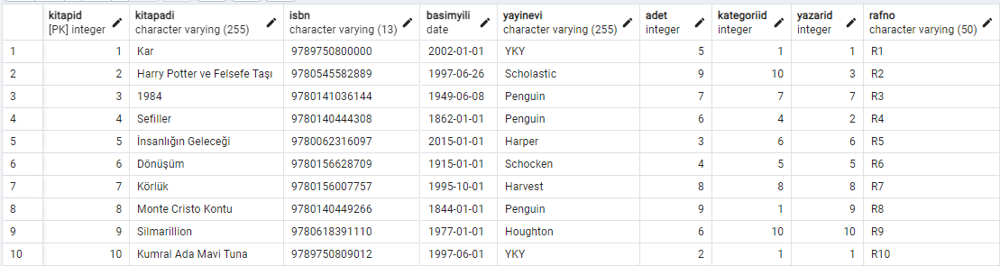 kitapid kitapadi isbn basimyili yayinevi adet kategoriid yazarid rafno
[PK] integer character varying (255) character varying (13) date character varying (255) integer integer integer character varying (50)
1 1 Kar 9789750800000 2002-01-01 YKY 5 1 1 R1
2 2 Harry Potter ve Felsefe Taşı 9780545582889 1997-06-26 Scholastic 9 10 3 R2
3 3 1984 9780141036144 1949-06-08 Penguin 7 7 7 R3
4 4 Sefiller 9780140444308 1862-01-01 Penguin 6 4 2 R4
5 5 İnsanlığın Geleceği 9780062316097 2015-01-01 Harper 3 6 6 R5
6 6 Dönüşüm 9780156628709 1915-01-01 Schocken 4 5 5 R6
7 7 Körlük 9780156007757 1995-10-01 Harvest 8 8 8 R7
8 8 Monte Cristo Kontu 9780140449266 1844-01-01 Penguin 9 1 9 R8
9 9 Silmarillion 9780618391110 1977-01-01 Houghton 6 10 10 R9
10 10 Kumral Ada Mavi Tuna 9789750809012 1997-06-01 YKY 2 1 1 R10